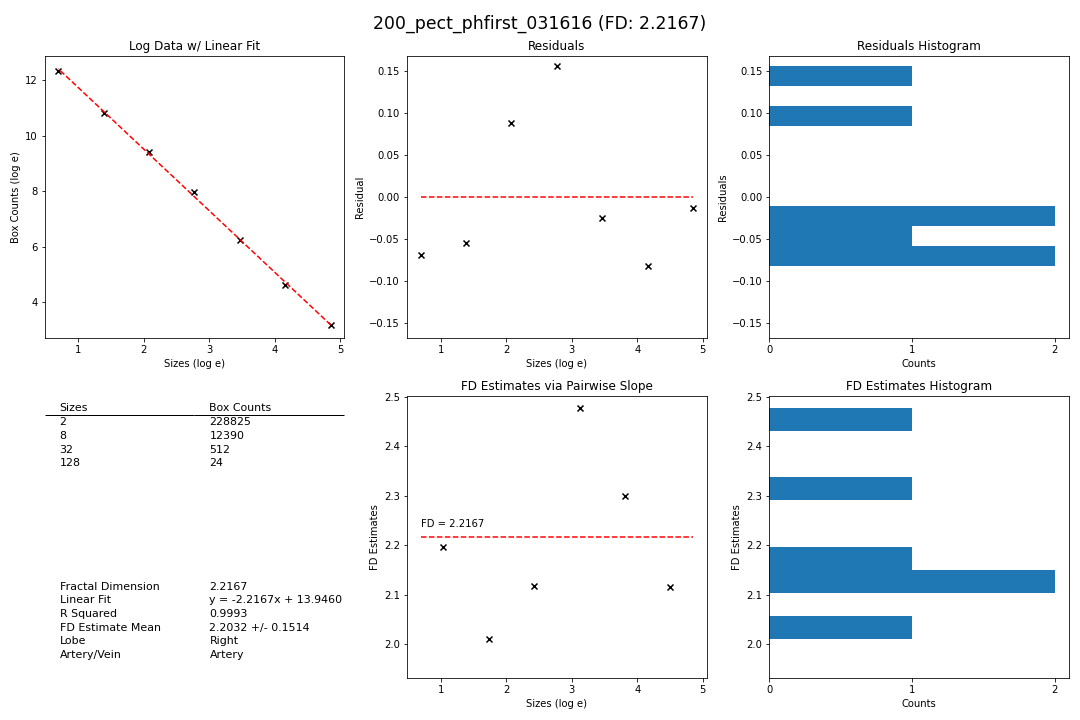 200_pect_phfirst_031616 (FD: 2.2167)
Log Data w/ Linear Fit
Box Counts (log e)
12
10
8
6
4
1 2 3 4 5
Sizes (log e)
Residuals
Residual
0.15
0.10
0.05
0.00
−0.05
−0.10
−0.15
1 2 3 4 5
Sizes (log e)
Residuals Histogram
Residuals
0.15
0.10
0.05
0.00
−0.05
−0.10
−0.15
0 1 2
Counts
Sizes Box Counts
2 228825
8 12390
32 512
128 24
Fractal Dimension 2.2167
Linear Fit y = -2.2167x + 13.9460
R Squared 0.9993
FD Estimate Mean 2.2032 +/- 0.1514
Lobe Right
Artery/Vein Artery
FD Estimates via Pairwise Slope
FD Estimates
2.5
2.4
2.3
2.2
2.1
2.0
FD = 2.2167
1 2 3 4 5
Sizes (log e)
FD Estimates Histogram
FD Estimates
2.5
2.4
2.3
2.2
2.1
2.0
0 1 2
Counts